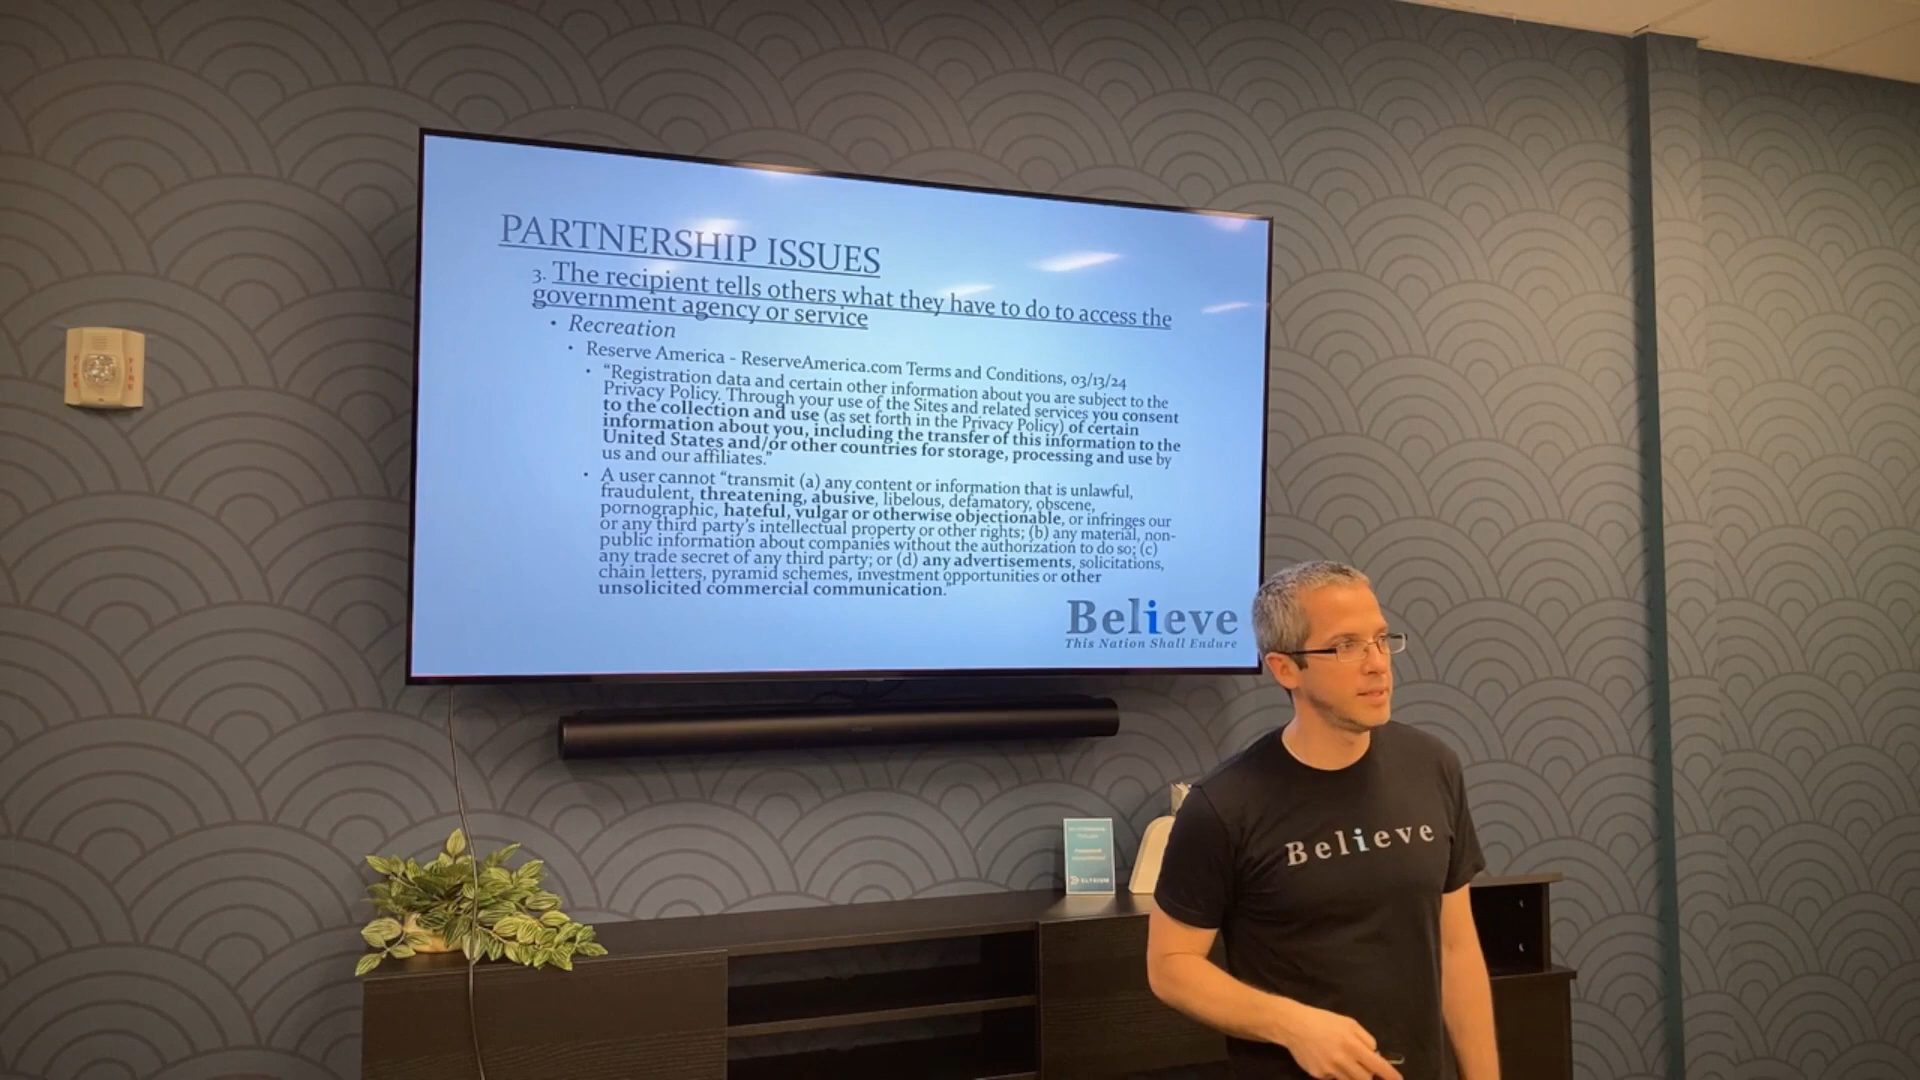 PARTNERSHIP ISSUES
3. The recipient tells others what they have to do to access the
government agency or service
• Recreation
• Reserve America - ReserveAmerica.com Terms and Conditions, 03/13/24
• “Registration data and certain other information about you are subject to the
Privacy Policy. Through your use of the Sites and related services you consent
to the collection and use (as set forth in the Privacy Policy) of certain
information about you, including the transfer of this information to the
United States and/or other countries for storage, processing and use by
us and our affiliates.”
• A user cannot “transmit (a) any content or information that is unlawful,
fraudulent, threatening, abusive, libelous, defamatory, obscene,
pornographic, hateful, vulgar or otherwise objectionable, or infringes our
or any third party’s intellectual property or other rights; (b) any material, non-
public information about companies without the authorization to do so; (c)
any trade secret of any third party; or (d) any advertisements, solicitations,
chain letters, pyramid schemes, investment opportunities or other
unsolicited commercial communication.”
Believe
This Nation Shall Endure
Believe
FIRE
FIRE